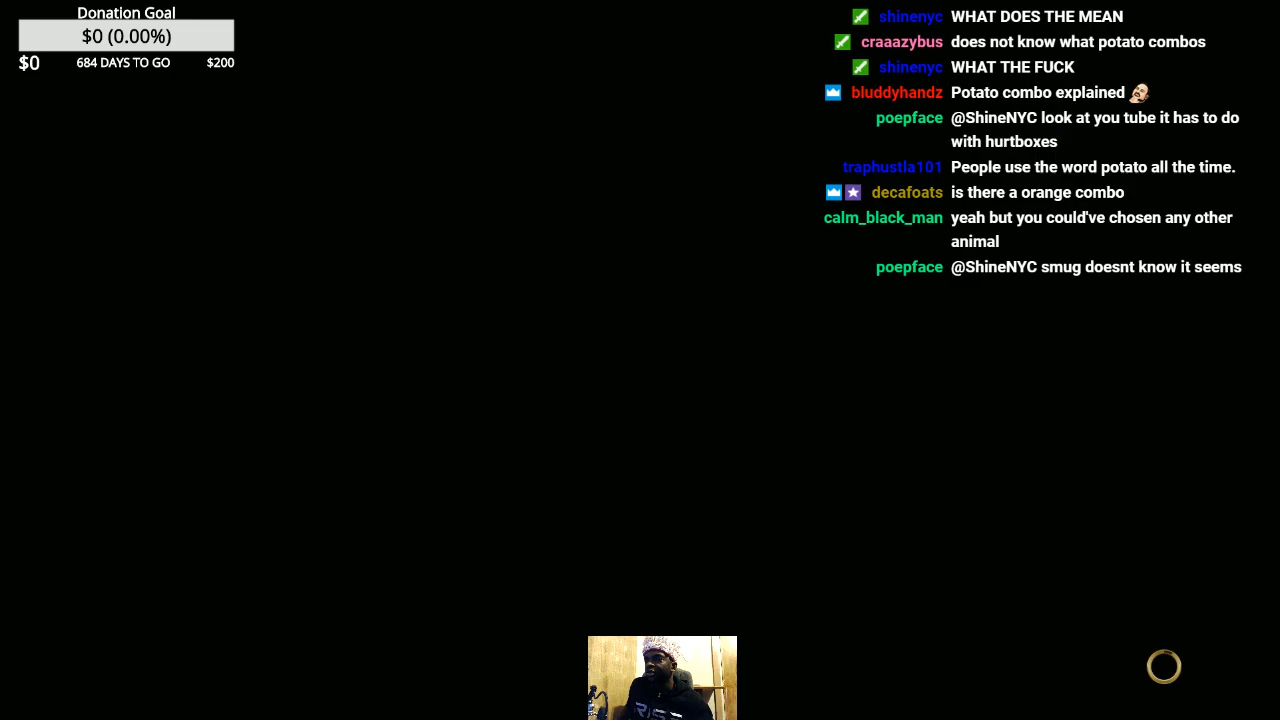 Donation Goal
$0 (0.00%)
$0 684 DAYS TO GO $200
shinenyc WHAT DOES THE MEAN
craaazybus does not know what potato combos
shinenyc WHAT THE FUCK
bluddyhandz Potato combo explained
poepface @ShineNYC look at you tube it has to do
with hurtboxes
traphustla101 People use the word potato all the time.
decafoats is there a orange combo
calm_black_man yeah but you could've chosen any other
animal
poepface @ShineNYC smug doesnt know it seems